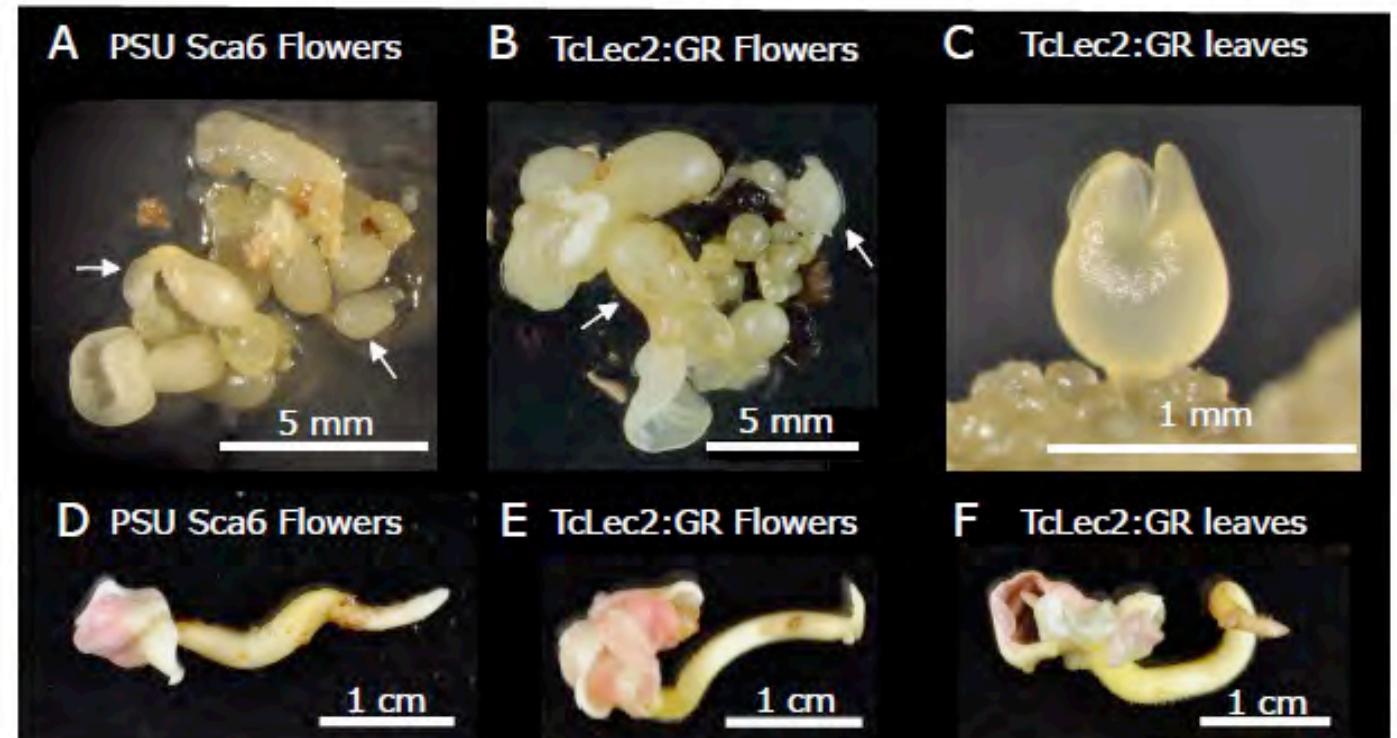 A PSU Sca6 Flowers
B TcLec2:GR Flowers
C TcLec2:GR leaves
5 mm
5 mm
1 mm
D PSU Sca6 Flowers
E TcLec2:GR Flowers
F TcLec2:GR leaves
1 cm
1 cm
1 cm